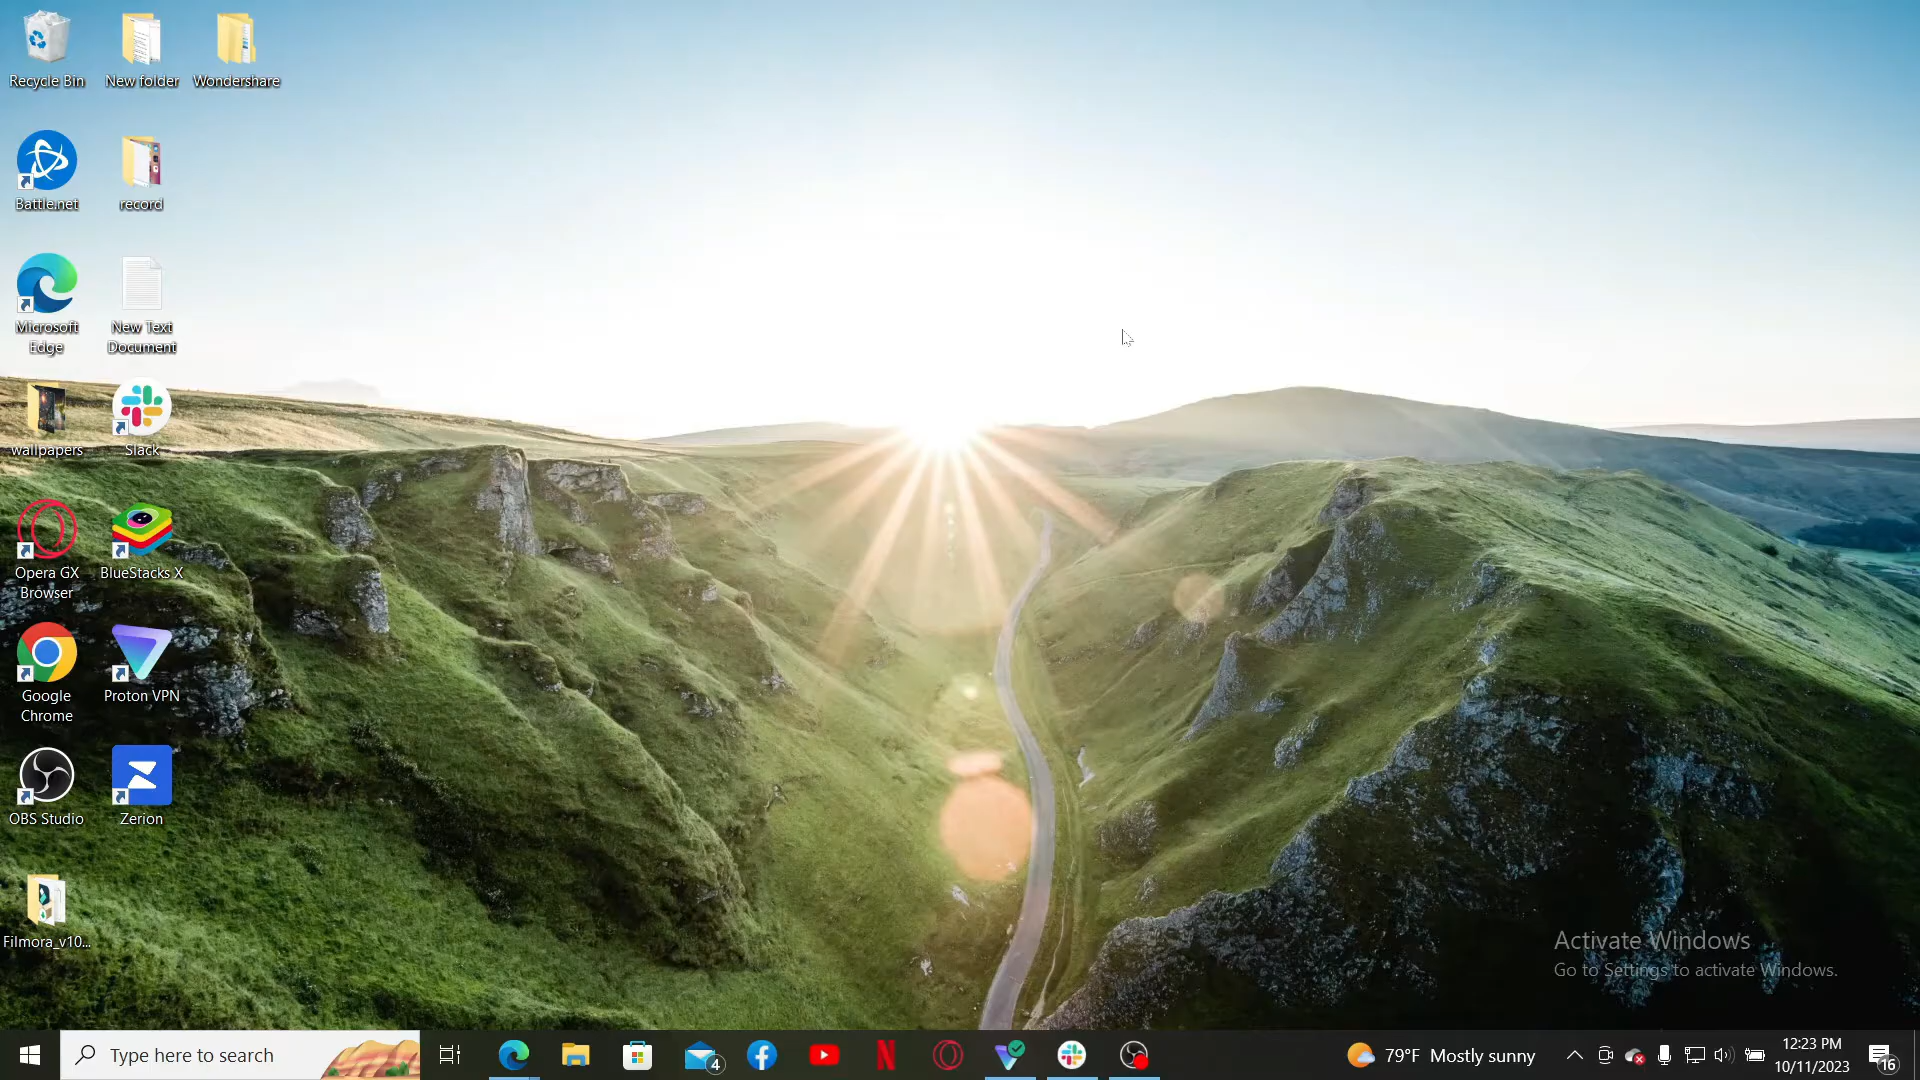 Recycle Bin
New folder
Wondershare
Battle.net
record
Microsoft
Edge
New Text
Document
wallpapers
Slack
Opera GX
Browser
BlueStacks X
Google
Chrome
Proton VPN
OBS Studio
Zerion
Filmora_v10...
Activate Windows
Go to Settings to activate Windows.
Type here to search
4
79°F Mostly sunny
12:23 PM
10/11/2023
16